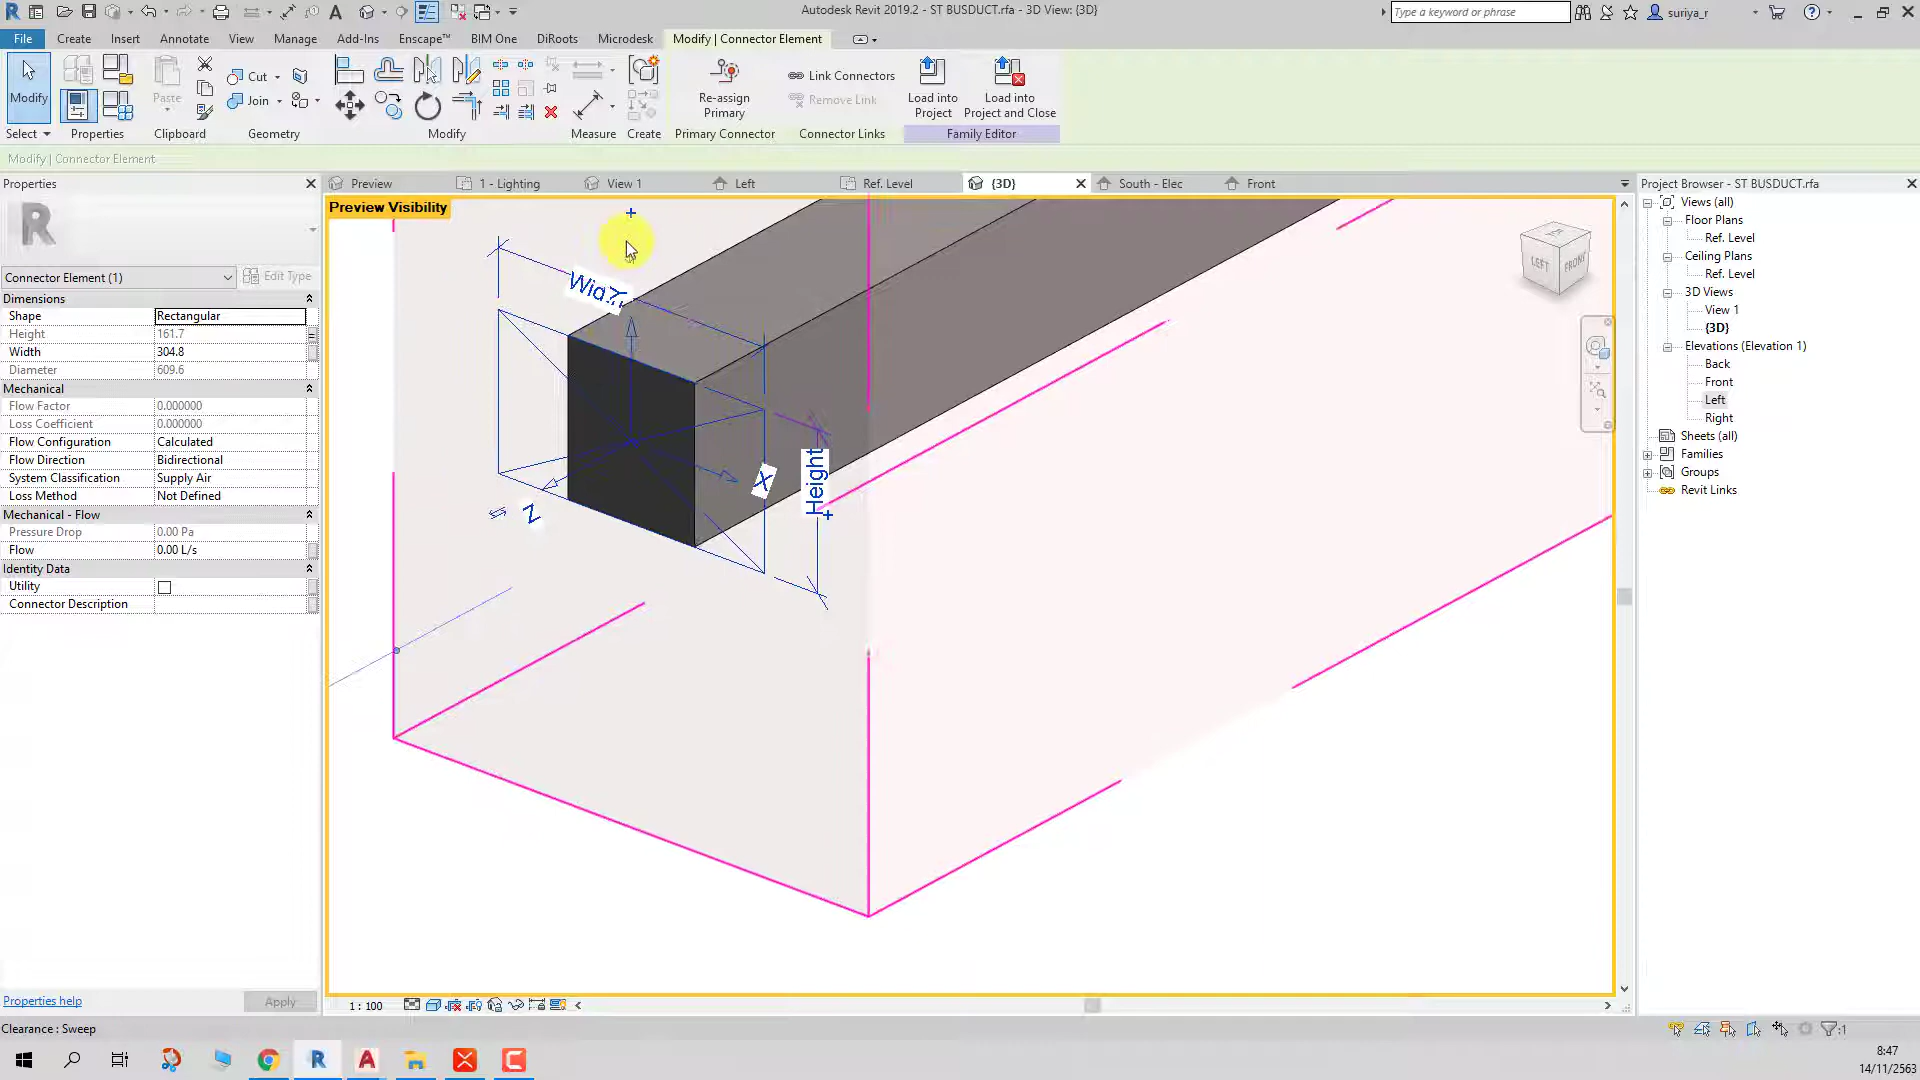 Autodesk Revit 2019.2 - ST BUSDUCT.rfa - 3D View: {3D}
Type a keyword or phrase
suriya_r
File Create Insert Annotate View Manage Add-Ins Enscape™ BIM One DiRoots Microdesk Modify | Connector Element
Modify
Paste
Cut
Join
Re-assign
Primary
Link Connectors
Remove Link
Load into
Project
Load into
Project and Close
Select Properties Clipboard Geometry Modify Measure Create Primary Connector Connector Links Family Editor
Modify | Connector Element
Properties
Preview
1 - Lighting
View 1
Left
Ref. Level
{3D}
South - Elec
Front
Project Browser - ST BUSDUCT.rfa
Preview Visibility
Connector Element (1)
Edit Type
Dimensions
Shape Rectangular
Height 161.7
Width 304.8
Diameter 609.6
Mechanical
Flow Factor 0.000000
Loss Coefficient 0.000000
Flow Configuration Calculated
Flow Direction Bidirectional
System Classification Supply Air
Loss Method Not Defined
Mechanical - Flow
Pressure Drop 0.00 Pa
Flow 0.00 L/s
Identity Data
Utility
Connector Description
Properties help
Apply
Height
X
Z
LEFT
FRONT
Views (all)
Floor Plans
Ref. Level
Ceiling Plans
Ref. Level
3D Views
View 1
{3D}
Elevations (Elevation 1)
Back
Front
Left
Right
Sheets (all)
Families
Groups
Revit Links
1 : 100
Clearance : Sweep
:1
8:47
14/11/2563